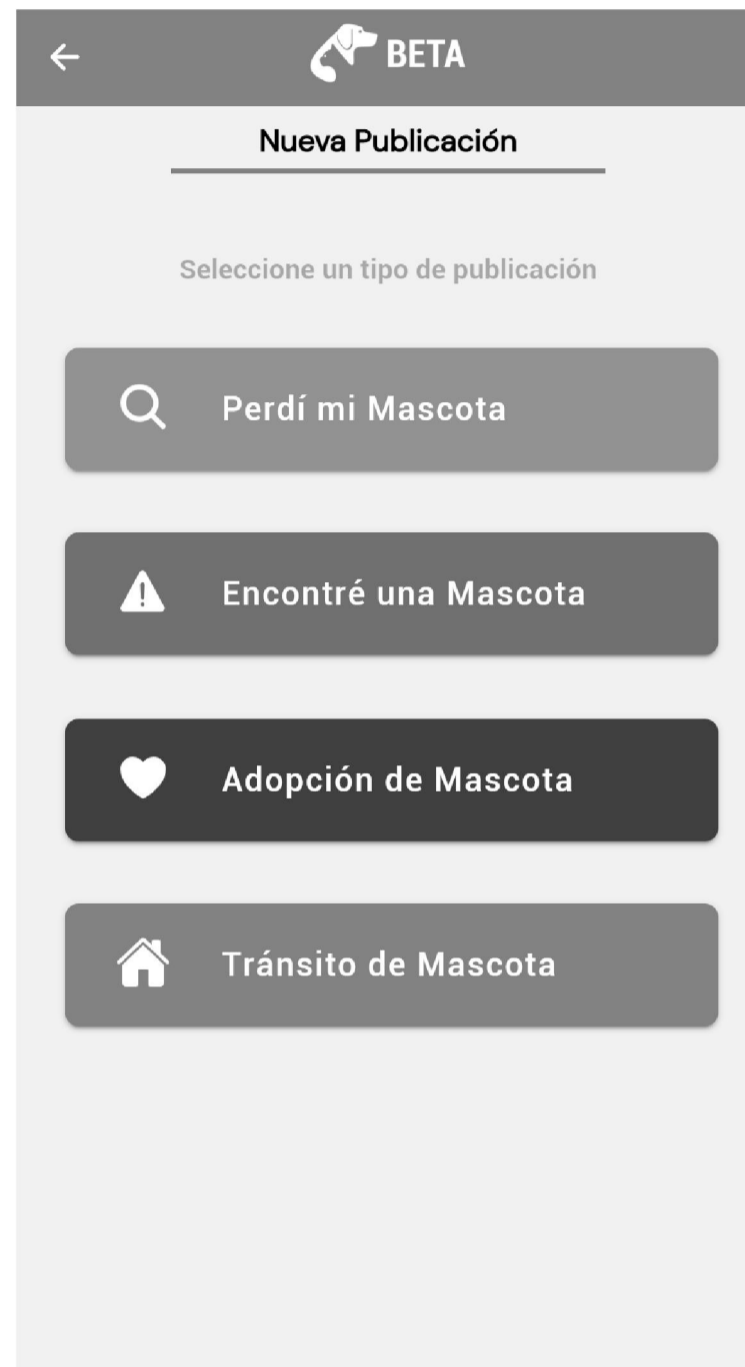 BETA
Nueva Publicación
Seleccione un tipo de publicación
Perdí mi Mascota
Encontré una Mascota
Adopción de Mascota
Tránsito de Mascota